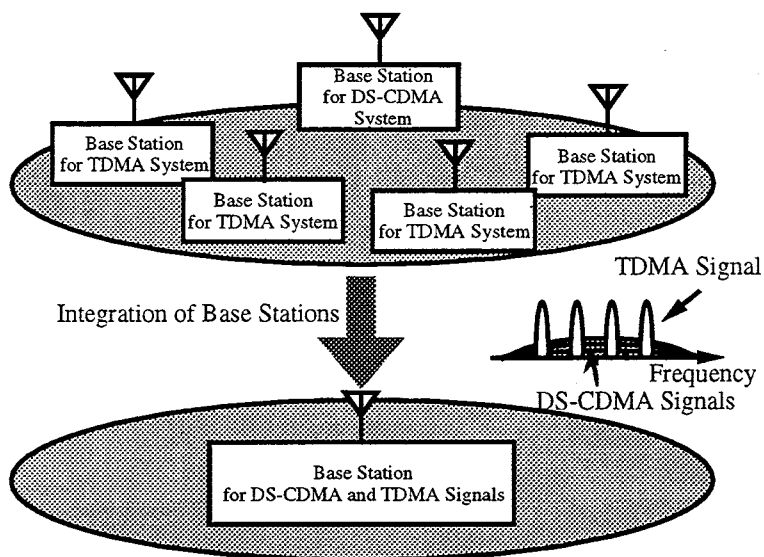 Base Station
for DS-CDMA
System
Base Station
for TDMA System
Base Station
for TDMA System
Base Station
for TDMA System
Base Station
for TDMA System
TDMA Signal
Integration of Base Stations
Frequency
DS-CDMA Signals
Base Station
for DS-CDMA and TDMA Signals